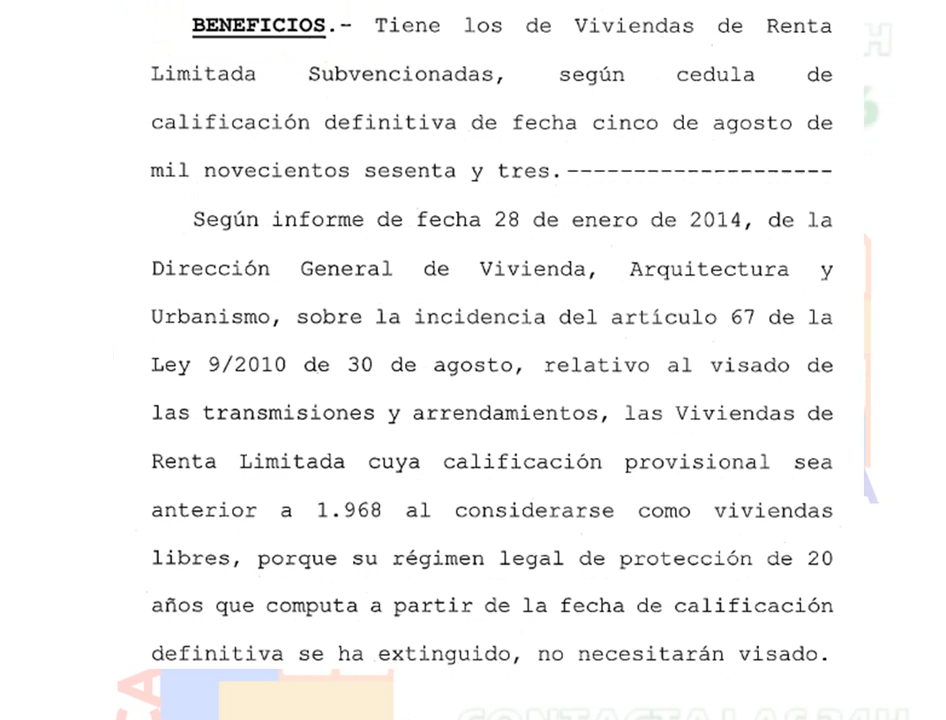 BENEFICIOS.- Tiene los de Viviendas de Renta
Limitada Subvencionadas, según cedula de
calificación definitiva de fecha cinco de agosto de
mil novecientos sesenta y tres.--------------------
Según informe de fecha 28 de enero de 2014, de la
Dirección General de Vivienda, Arquitectura y
Urbanismo, sobre la incidencia del artículo 67 de la
Ley 9/2010 de 30 de agosto, relativo al visado de
las transmisiones y arrendamientos, las Viviendas de
Renta Limitada cuya calificación provisional sea
anterior a 1.968 al considerarse como viviendas
libres, porque su régimen legal de protección de 20
años que computa a partir de la fecha de calificación
definitiva se ha extinguido, no necesitarán visado.